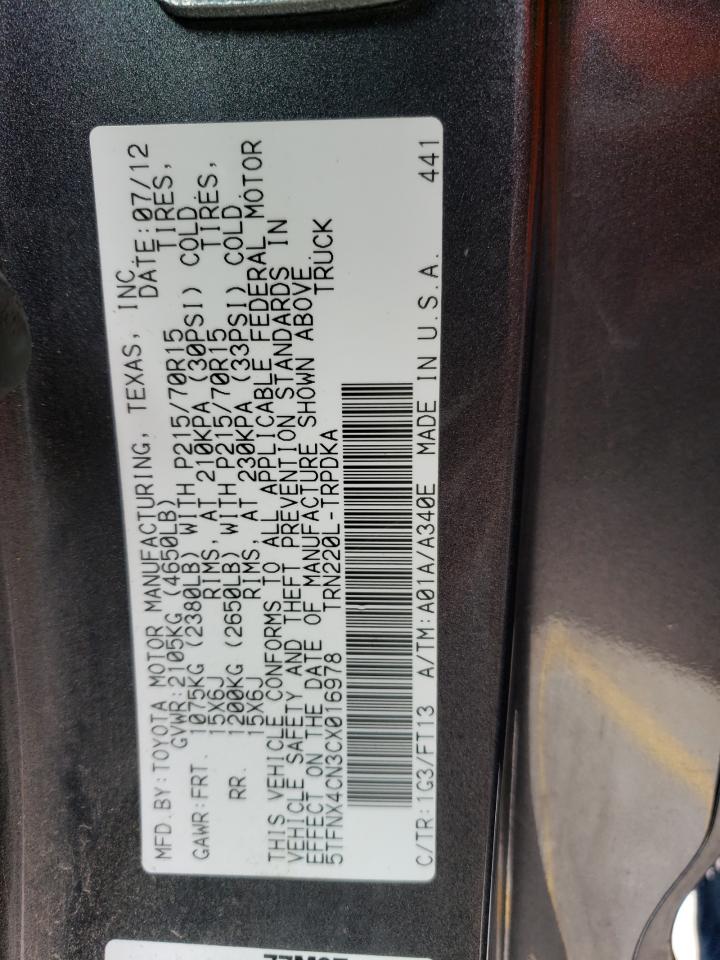 MFD.BY:TOYOTA MOTOR MANUFACTURING, TEXAS, INC.
GVWR:2105KG (4650LB) DATE:07/12
GAWR:FRT. 1075KG (2380LB) WITH P215/70R15 TIRES,
15X6J RIMS, AT 210KPA (30PSI) COLD
RR. 1200KG (2650LB) WITH P215/70R15 TIRES,
15X6J RIMS, AT 230KPA (33PSI) COLD
THIS VEHICLE CONFORMS TO ALL APPLICABLE FEDERAL MOTOR
VEHICLE SAFETY AND THEFT PREVENTION STANDARDS IN
EFFECT ON THE DATE OF MANUFACTURE SHOWN ABOVE.
5TFNX4CN3CX016978 TRN220L-TRPDKA TRUCK
C/TR:1G3/FT13 A/TM:A01A/A340E MADE IN U.S.A. 441